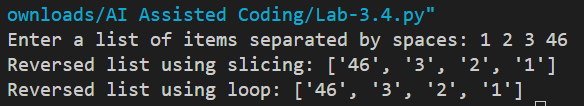 ownloads/AI Assisted Coding/Lab-3.4.py"
Enter a list of items separated by spaces: 1 2 3 46
Reversed list using slicing: ['46', '3', '2', '1']
Reversed list using loop: ['46', '3', '2', '1']